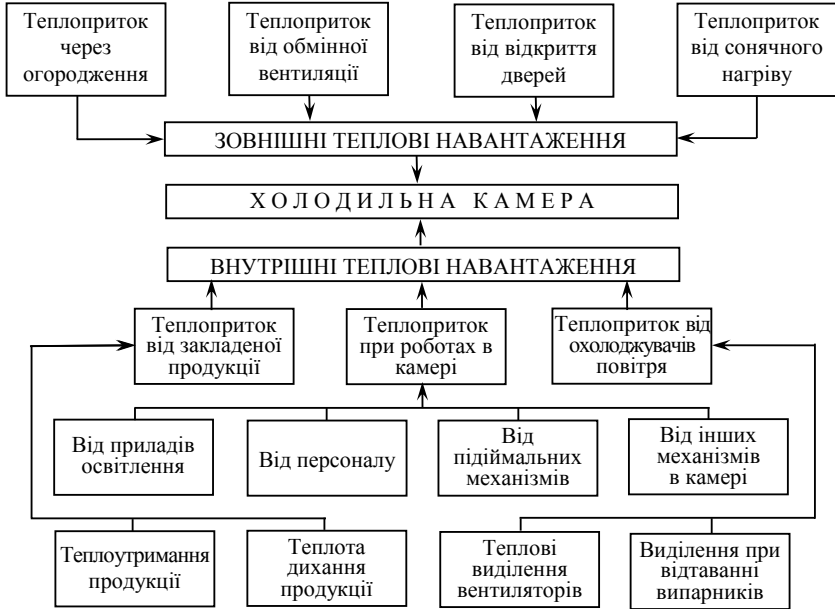 Теплоприток
через
огородження
Теплоприток
від обмінної
вентиляції
Теплоприток
від відкриття
дверей
Теплоприток
від сонячного
нагріву
ЗОВНІШНІ ТЕПЛОВІ НАВАНТАЖЕННЯ
Х О Л О Д И Л Ь Н А К А М Е Р А
ВНУТРІШНІ ТЕПЛОВІ НАВАНТАЖЕННЯ
Теплоприток
від закладеної
продукції
Теплоприток
при роботах в
камері
Теплоприток від
охолоджувачів
повітря
Від приладів
освітлення
Від персоналу
Від
підіймальних
механізмів
Від інших
механізмів
в камері
Теплоутримання
продукції
Теплота
дихання
продукції
Теплові
виділення
вентиляторів
Виділення при
відтаванні
випарників